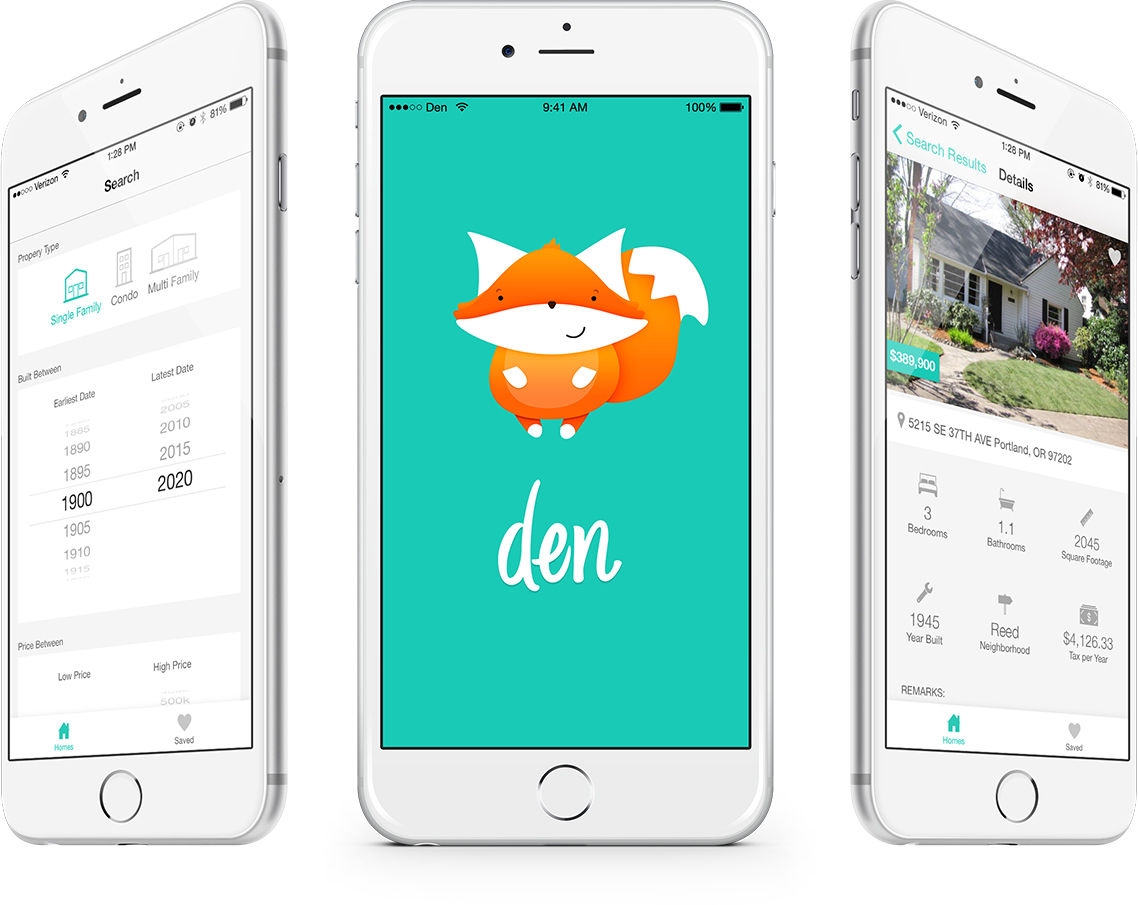 Verizon 1:28 PM 81%
Search
Propery Type
Single Family Condo Multi Family
Built Between
Earliest Date Latest Date
1885 2005
1890 2010
1895 2015
1900 2020
1905
1910
1915
Price Between
Low Price High Price
500k
Homes Saved
Den 9:41 AM 100%
den
Verizon 1:28 PM 81%
Search Results Details
$389,900
5215 SE 37TH AVE Portland, OR 97202
3 1.1 2045
Bedrooms Bathrooms Square Footage
1945 Reed $4,126.33
Year Built Neighborhood Tax per Year
REMARKS:
Homes Saved